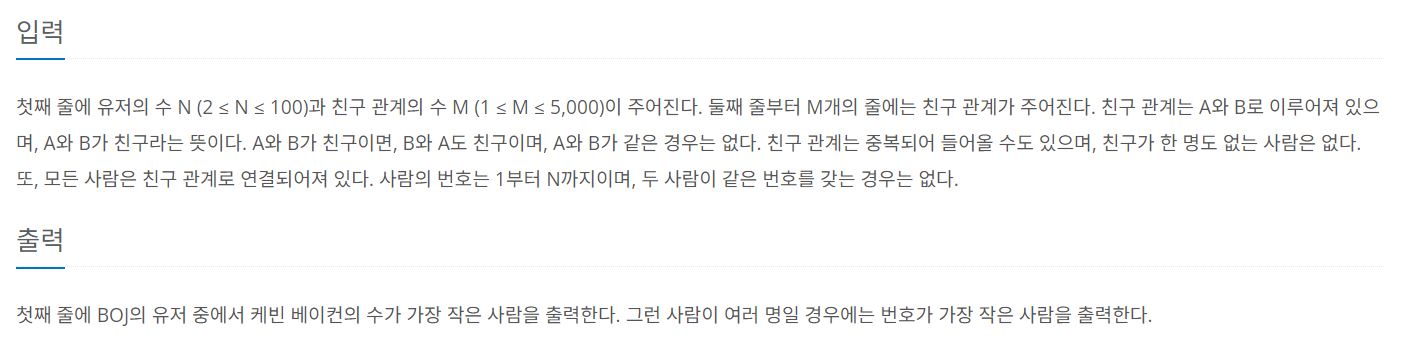 입력
첫째 줄에 유저의 수 N (2 ≤ N ≤ 100)과 친구 관계의 수 M (1 ≤ M ≤ 5,000)이 주어진다. 둘째 줄부터 M개의 줄에는 친구 관계가 주어진다. 친구 관계는 A와 B로 이루어져 있으
며, A와 B가 친구라는 뜻이다. A와 B가 친구이면, B와 A도 친구이며, A와 B가 같은 경우는 없다. 친구 관계는 중복되어 들어올 수도 있으며, 친구가 한 명도 없는 사람은 없다.
또, 모든 사람은 친구 관계로 연결되어져 있다. 사람의 번호는 1부터 N까지이며, 두 사람이 같은 번호를 갖는 경우는 없다.
출력
첫째 줄에 BOJ의 유저 중에서 케빈 베이컨의 수가 가장 작은 사람을 출력한다. 그런 사람이 여러 명일 경우에는 번호가 가장 작은 사람을 출력한다.